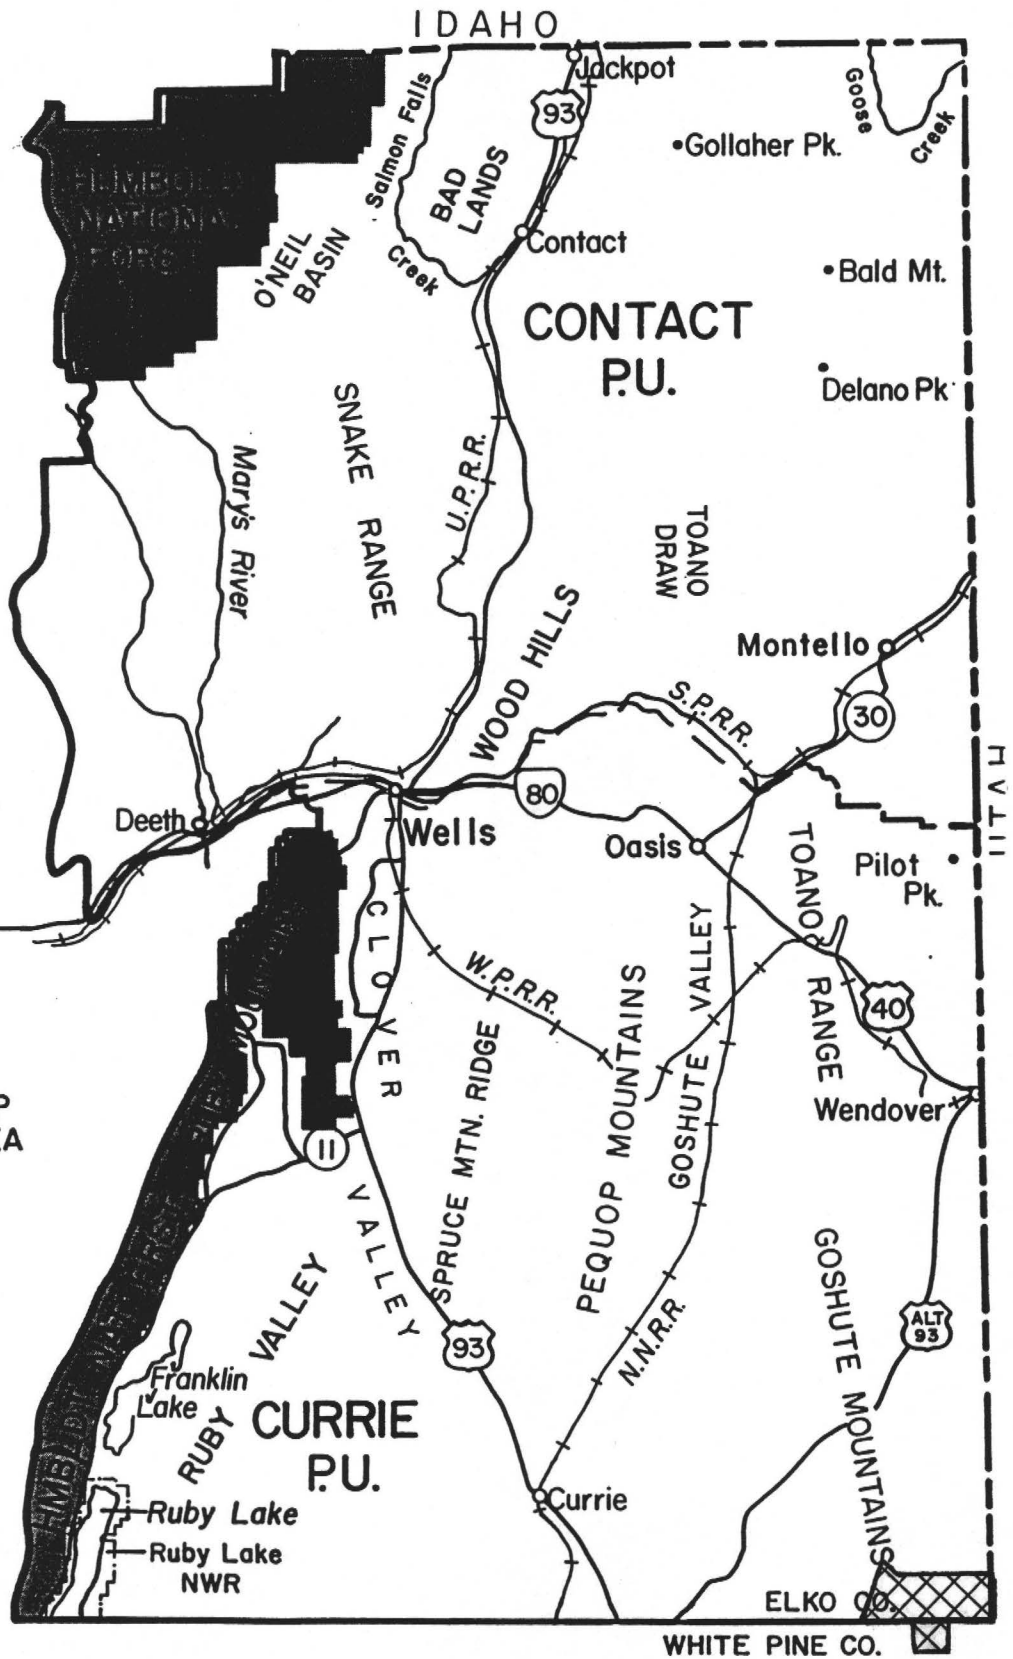 IDAHO
Jackpot
93
Salmon Falls
Creek
BAD
LANDS
Goose
Creek
Gollaher Pk.
HUMBOLDT
NATIONAL
FOREST
O'NEIL
BASIN
Contact
Bald Mt.
CONTACT
P.U.
Delano Pk.
SNAKE RANGE
Mary's River
U.P.R.R.
TOANO
DRAW
WOOD HILLS
Montello
S.P.R.R.
30
UTAH
80
Deeth
Wells
Oasis
TOANO RANGE
Pilot
Pk.
CLOVER VALLEY
W.P.R.R.
GOSHUTE VALLEY
40
SPRUCE MTN. RIDGE
PEQUOP MOUNTAINS
Wendover
11
GOSHUTE MOUNTAINS
RUBY VALLEY
ALT
93
93
N.N.R.R.
Franklin
Lake
CURRIE
P.U.
Currie
Ruby Lake
Ruby Lake
NWR
ELKO CO.
WHITE PINE CO.